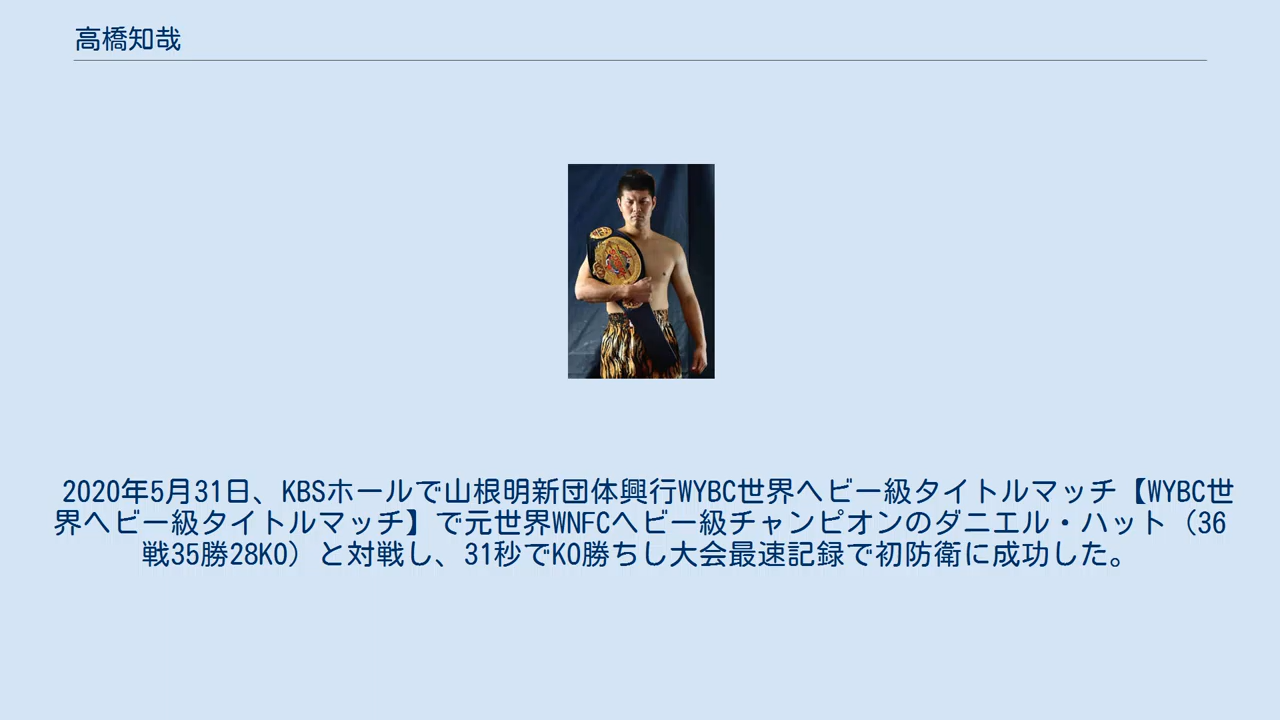 高橋知哉
2020年5月31日、KBSホールで山根明新団体興行WYBC世界ヘビー級タイトルマッチ【WYBC世
界ヘビー級タイトルマッチ】で元世界WNFCヘビー級チャンピオンのダニエル・ハット（36
戦35勝28KO）と対戦し、31秒でKO勝ちし大会最速記録で初防衛に成功した。